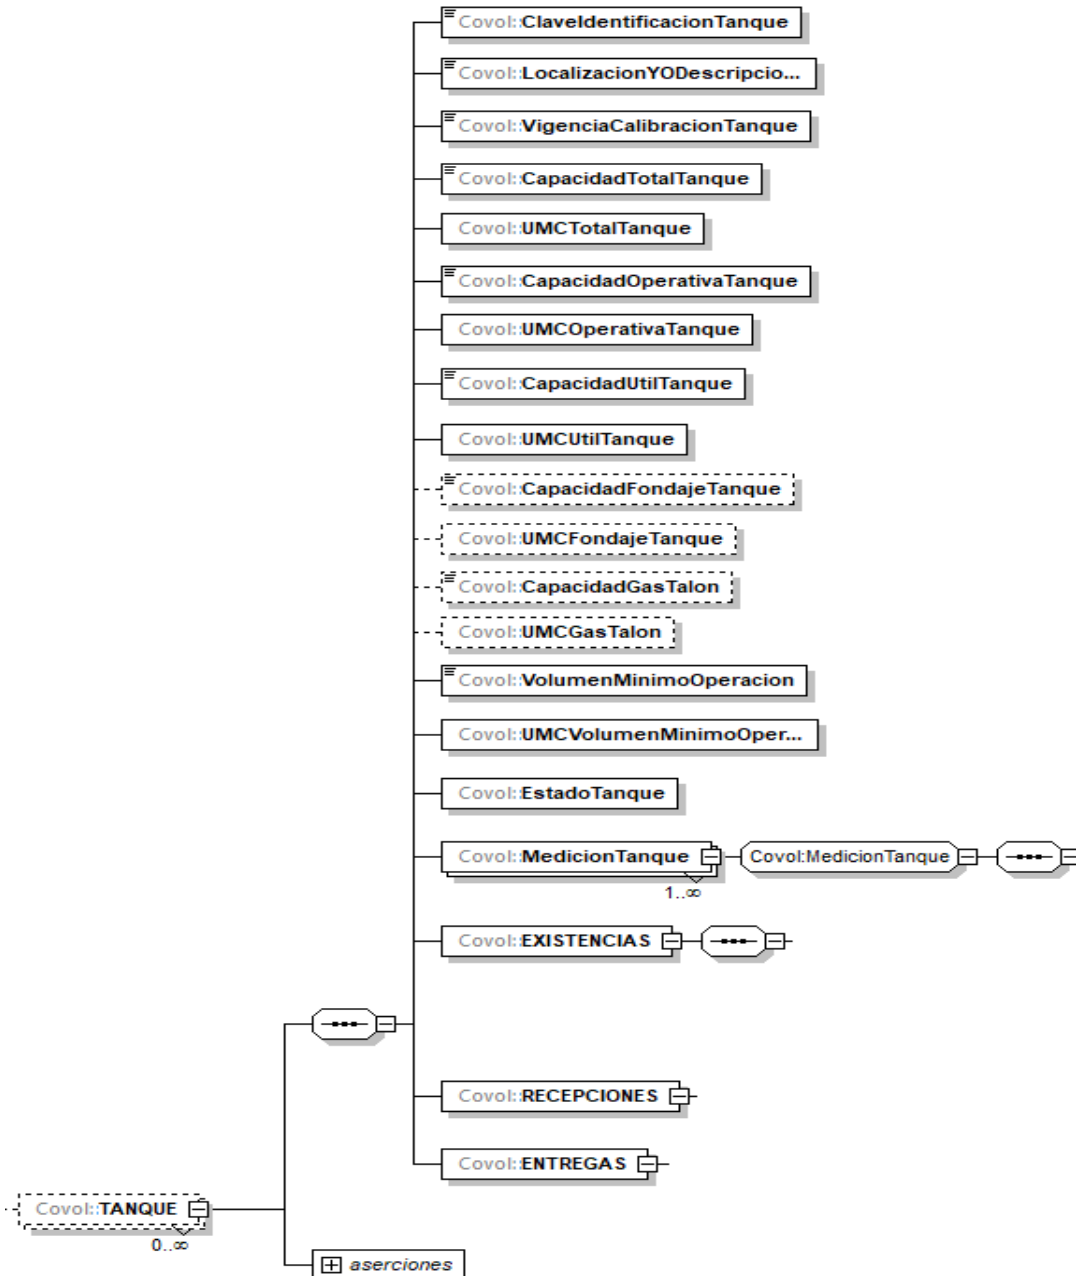 Covol::ClaveIdentificacionTanque
Covol::LocalizacionYODescripcio...
Covol::VigenciaCalibracionTanque
Covol::CapacidadTotalTanque
Covol::UMCTotalTanque
Covol::CapacidadOperativaTanque
Covol::UMCOperativaTanque
Covol::CapacidadUtilTanque
Covol::UMCUtilTanque
Covol::CapacidadFondajeTanque
Covol::UMCFondajeTanque
Covol::CapacidadGasTalon
Covol::UMCGasTalon
Covol::VolumenMinimoOperacion
Covol::UMCVolumenMinimoOper...
Covol::EstadoTanque
Covol::MedicionTanque Covol:MedicionTanque
1..∞
Covol::EXISTENCIAS
Covol::RECEPCIONES
Covol::ENTREGAS
Covol::TANQUE
0..∞
aserciones